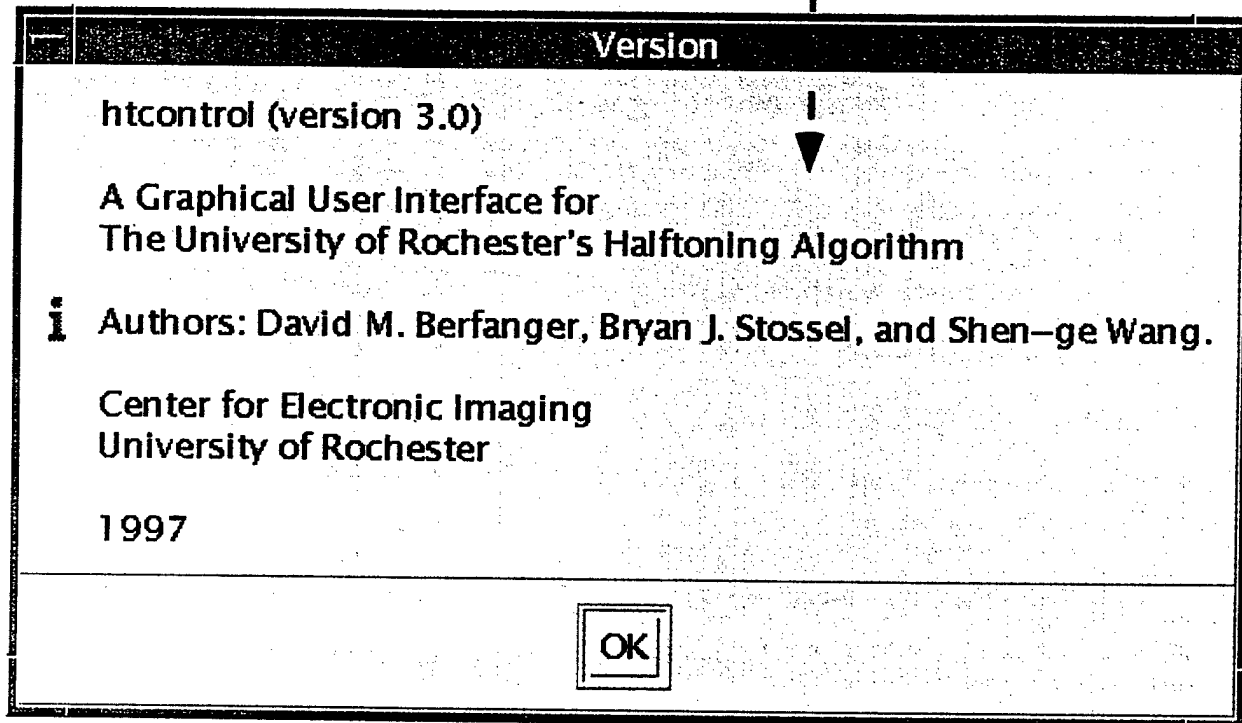 Version
htcontrol (version 3.0)
A Graphical User Interface for
The University of Rochester's Halftoning Algorithm
i Authors: David M. Berfanger, Bryan J. Stossel, and Shen–ge Wang.
Center for Electronic Imaging
University of Rochester
1997
OK